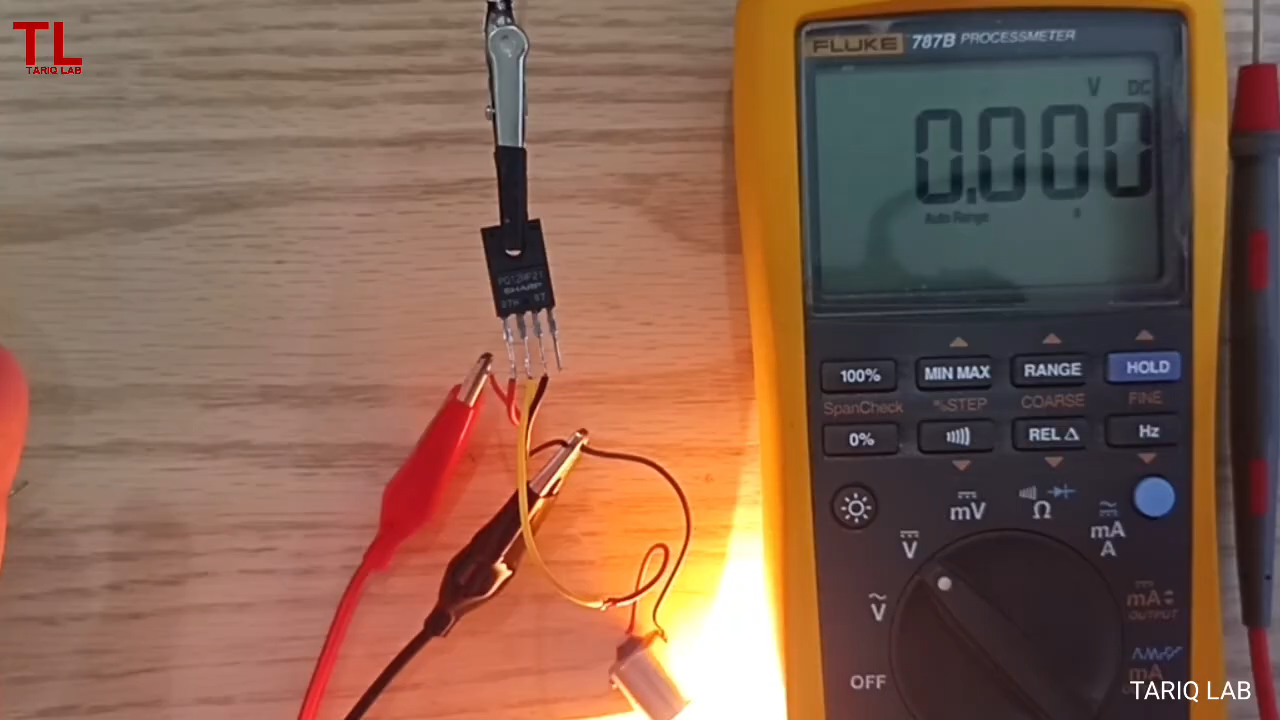 TL
TARIQ LAB
FLUKE 787B PROCESSMETER
V DC
0.000
Auto Range
SHARP
100% MIN MAX RANGE HOLD
SpanCheck %STEP COARSE FINE
0% REL Δ Hz
mV Ω mA A
V
V
mA OUTPUT
mA
OFF
TARIQ LAB